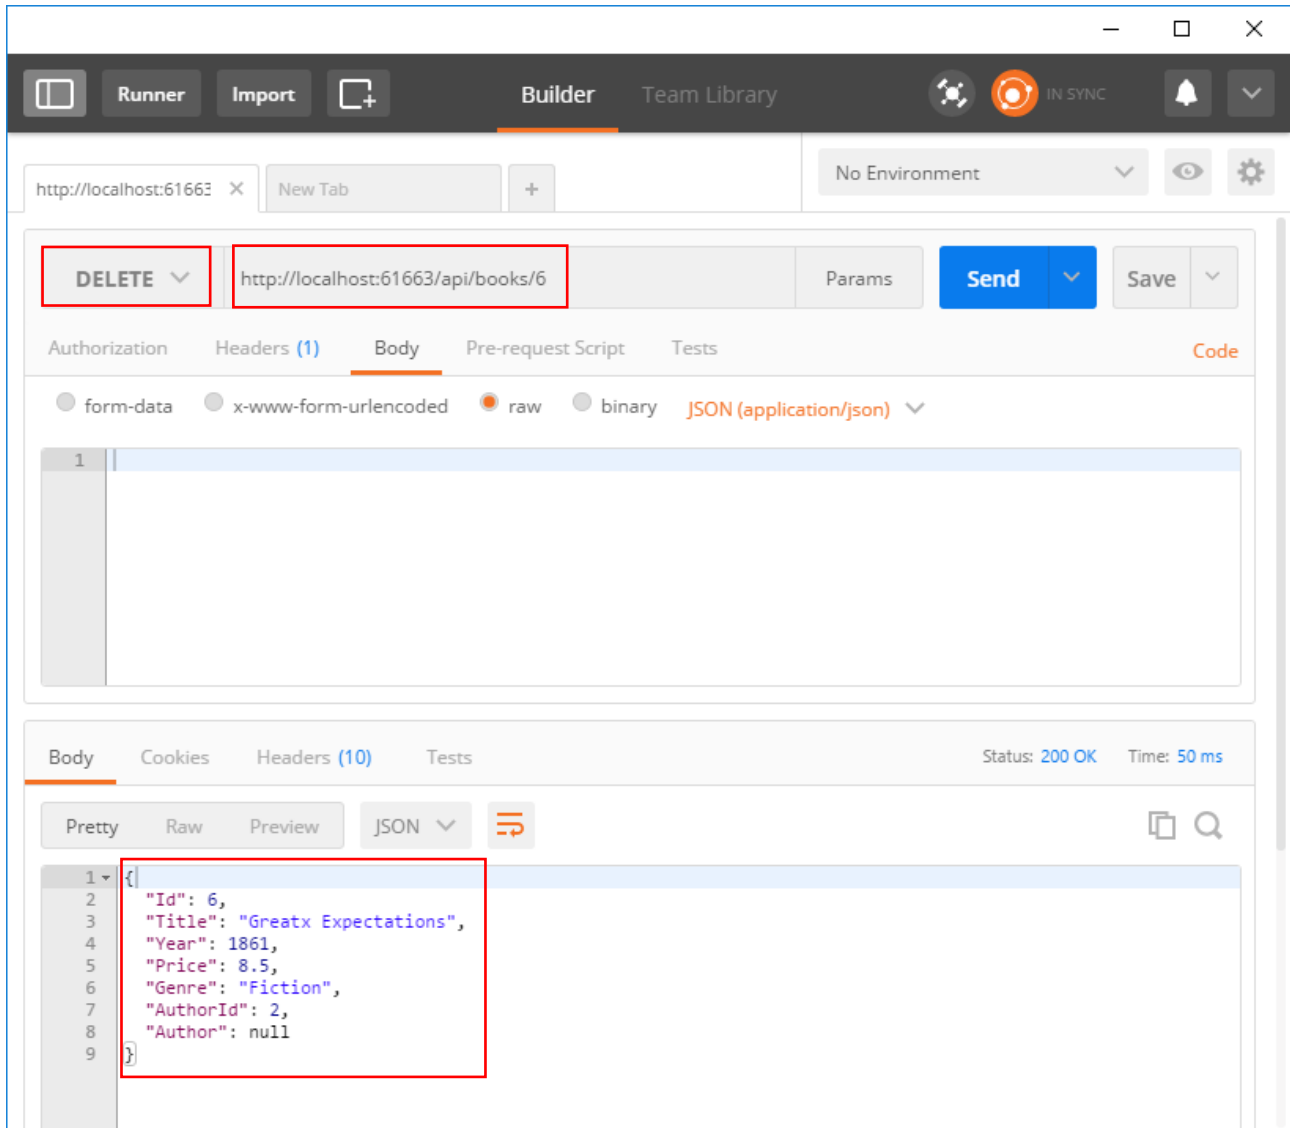 Runner Import Builder Team Library IN SYNC
http://localhost:61663 New Tab + No Environment
DELETE http://localhost:61663/api/books/6 Params Send Save
Authorization Headers (1) Body Pre-request Script Tests Code
form-data x-www-form-urlencoded raw binary JSON (application/json)
1
Body Cookies Headers (10) Tests Status: 200 OK Time: 50 ms
Pretty Raw Preview JSON
1 {
2 "Id": 6,
3 "Title": "Greatx Expectations",
4 "Year": 1861,
5 "Price": 8.5,
6 "Genre": "Fiction",
7 "AuthorId": 2,
8 "Author": null
9 }